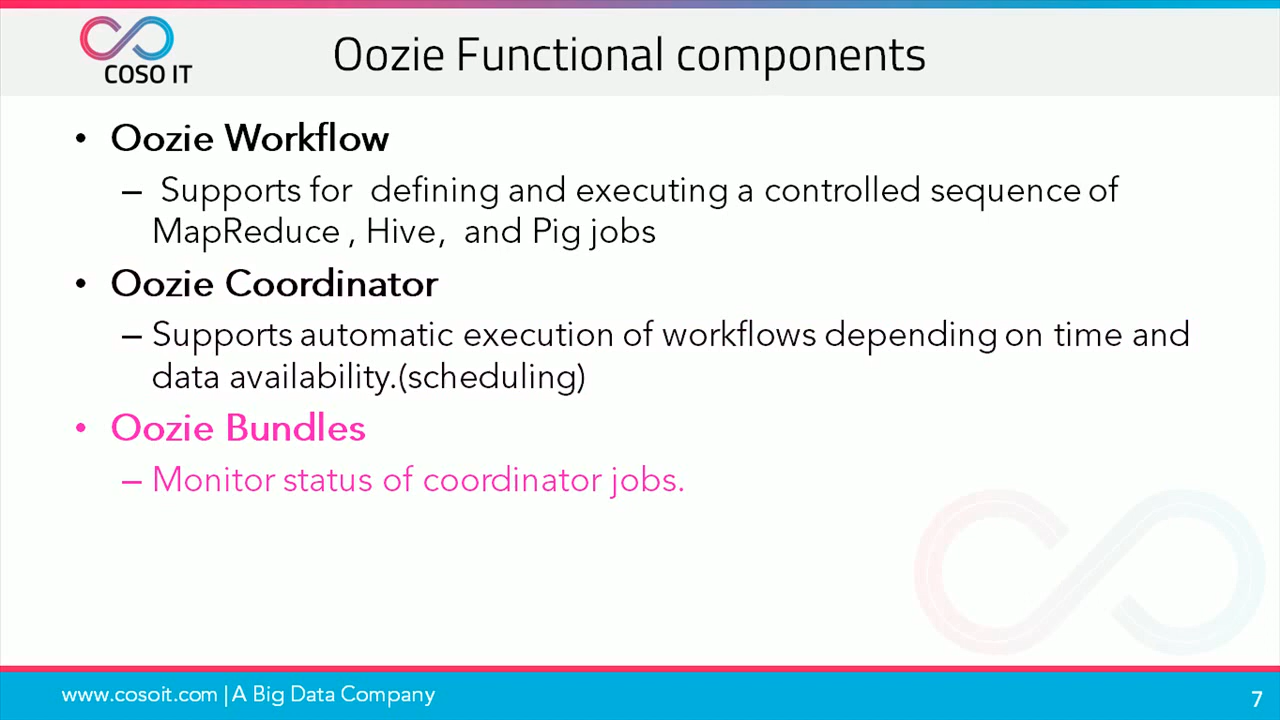 COSO IT
Oozie Functional components
• Oozie Workflow
– Supports for defining and executing a controlled sequence of
MapReduce , Hive, and Pig jobs
• Oozie Coordinator
– Supports automatic execution of workflows depending on time and
data availability.(scheduling)
• Oozie Bundles
– Monitor status of coordinator jobs.
www.cosoit.com | A Big Data Company
7